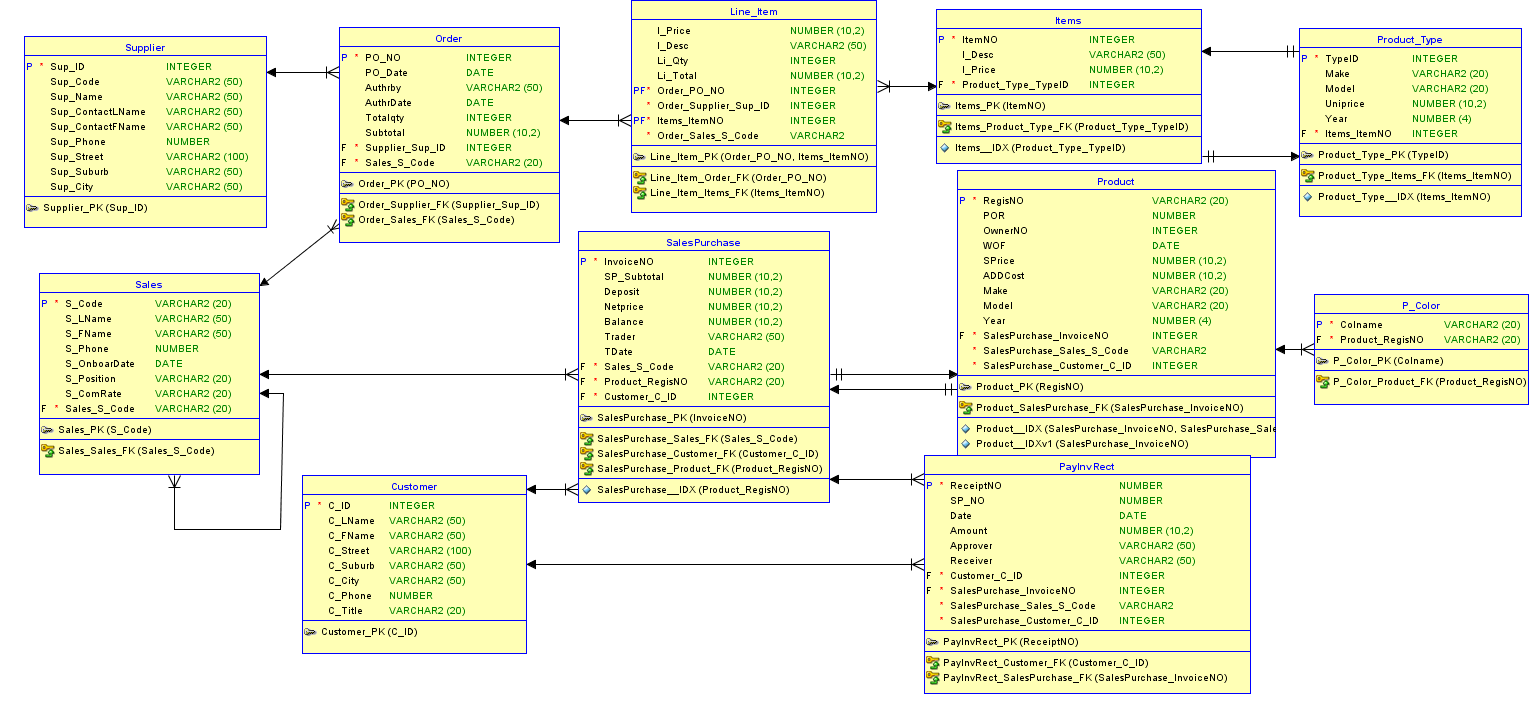 Supplier
P * Sup_ID INTEGER
Sup_Code VARCHAR2 (50)
Sup_Name VARCHAR2 (50)
Sup_ContactLName VARCHAR2 (50)
Sup_ContactFName VARCHAR2 (50)
Sup_Phone NUMBER
Sup_Street VARCHAR2 (100)
Sup_Suburb VARCHAR2 (50)
Sup_City VARCHAR2 (50)
Supplier_PK (Sup_ID)
Order
P * PO_NO INTEGER
PO_Date DATE
Authrby VARCHAR2 (50)
AuthrDate DATE
Totalqty INTEGER
Subtotal NUMBER (10,2)
F * Supplier_Sup_ID INTEGER
F * Sales_S_Code VARCHAR2 (20)
Order_PK (PO_NO)
Order_Supplier_FK (Supplier_Sup_ID)
Order_Sales_FK (Sales_S_Code)
Line_Item
I_Price NUMBER (10,2)
I_Desc VARCHAR2 (50)
Li_Qty INTEGER
Li_Total NUMBER (10,2)
PF* Order_PO_NO INTEGER
* Order_Supplier_Sup_ID INTEGER
PF* Items_ItemNO INTEGER
* Order_Sales_S_Code VARCHAR2
Line_Item_PK (Order_PO_NO, Items_ItemNO)
Line_Item_Order_FK (Order_PO_NO)
Line_Item_Items_FK (Items_ItemNO)
Items
P * ItemNO INTEGER
I_Desc VARCHAR2 (50)
I_Price NUMBER (10,2)
F * Product_Type_TypeID INTEGER
Items_PK (ItemNO)
Items_Product_Type_FK (Product_Type_TypeID)
Items__IDX (Product_Type_TypeID)
Product_Type
P * TypeID INTEGER
Make VARCHAR2 (20)
Model VARCHAR2 (20)
Uniprice NUMBER (10,2)
Year NUMBER (4)
F * Items_ItemNO INTEGER
Product_Type_PK (TypeID)
Product_Type_Items_FK (Items_ItemNO)
Product_Type__IDX (Items_ItemNO)
Sales
P * S_Code VARCHAR2 (20)
S_LName VARCHAR2 (50)
S_FName VARCHAR2 (50)
S_Phone NUMBER
S_OnboarDate DATE
S_Position VARCHAR2 (20)
S_ComRate VARCHAR2 (20)
F * Sales_S_Code VARCHAR2 (20)
Sales_PK (S_Code)
Sales_Sales_FK (Sales_S_Code)
SalesPurchase
P * InvoiceNO INTEGER
SP_Subtotal NUMBER (10,2)
Deposit NUMBER (10,2)
Netprice NUMBER (10,2)
Balance NUMBER (10,2)
Trader VARCHAR2 (50)
TDate DATE
F * Sales_S_Code VARCHAR2 (20)
F * Product_RegisNO VARCHAR2 (20)
F * Customer_C_ID INTEGER
SalesPurchase_PK (InvoiceNO)
SalesPurchase_Sales_FK (Sales_S_Code)
SalesPurchase_Customer_FK (Customer_C_ID)
SalesPurchase_Product_FK (Product_RegisNO)
SalesPurchase__IDX (Product_RegisNO)
Product
P * RegisNO VARCHAR2 (20)
POR NUMBER
OwnerNO INTEGER
WOF DATE
SPrice NUMBER (10,2)
ADDCost NUMBER (10,2)
Make VARCHAR2 (20)
Model VARCHAR2 (20)
Year NUMBER (4)
F * SalesPurchase_InvoiceNO INTEGER
* SalesPurchase_Sales_S_Code VARCHAR2
* SalesPurchase_Customer_C_ID INTEGER
Product_PK (RegisNO)
Product_SalesPurchase_FK (SalesPurchase_InvoiceNO)
Product__IDX (SalesPurchase_InvoiceNO, SalesPurchase_Sale
Product__IDXv1 (SalesPurchase_InvoiceNO)
P_Color
P * Colname VARCHAR2 (20)
F * Product_RegisNO VARCHAR2 (20)
P_Color_PK (Colname)
P_Color_Product_FK (Product_RegisNO)
Customer
P * C_ID INTEGER
C_LName VARCHAR2 (50)
C_FName VARCHAR2 (50)
C_Street VARCHAR2 (100)
C_Suburb VARCHAR2 (50)
C_City VARCHAR2 (50)
C_Phone NUMBER
C_Title VARCHAR2 (20)
Customer_PK (C_ID)
PayInvRect
P * ReceiptNO NUMBER
SP_NO NUMBER
Date DATE
Amount NUMBER (10,2)
Approver VARCHAR2 (50)
Receiver VARCHAR2 (50)
F * Customer_C_ID INTEGER
F * SalesPurchase_InvoiceNO INTEGER
* SalesPurchase_Sales_S_Code VARCHAR2
* SalesPurchase_Customer_C_ID INTEGER
PayInvRect_PK (ReceiptNO)
PayInvRect_Customer_FK (Customer_C_ID)
PayInvRect_SalesPurchase_FK (SalesPurchase_InvoiceNO)